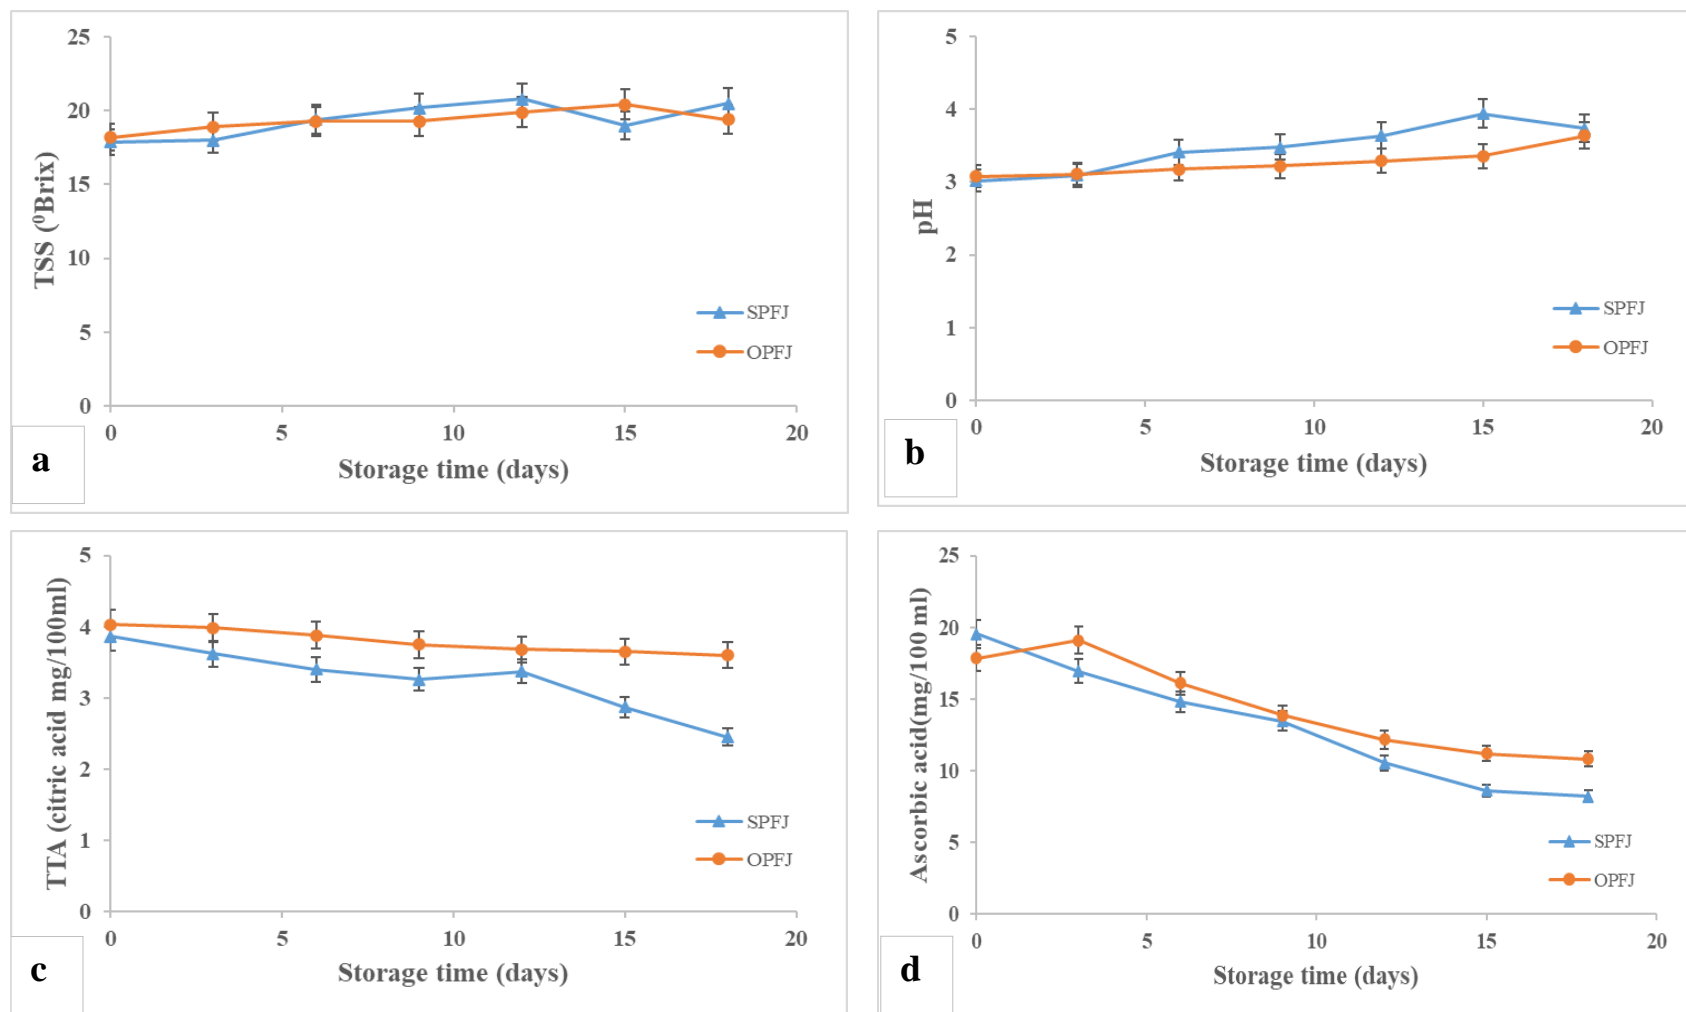 25
20
15
10
5
0
TSS (⁰Brix)
0 5 10 15 20
Storage time (days)
SPFJ
OPFJ
a
5
4
3
2
1
0
pH
0 5 10 15 20
Storage time (days)
SPFJ
OPFJ
b
5
4
3
2
1
0
TTA (citric acid mg/100ml)
0 5 10 15 20
Storage time (days)
SPFJ
OPFJ
c
25
20
15
10
5
0
Ascorbic acid(mg/100 ml)
0 5 10 15 20
Storage time (days)
SPFJ
OPFJ
d